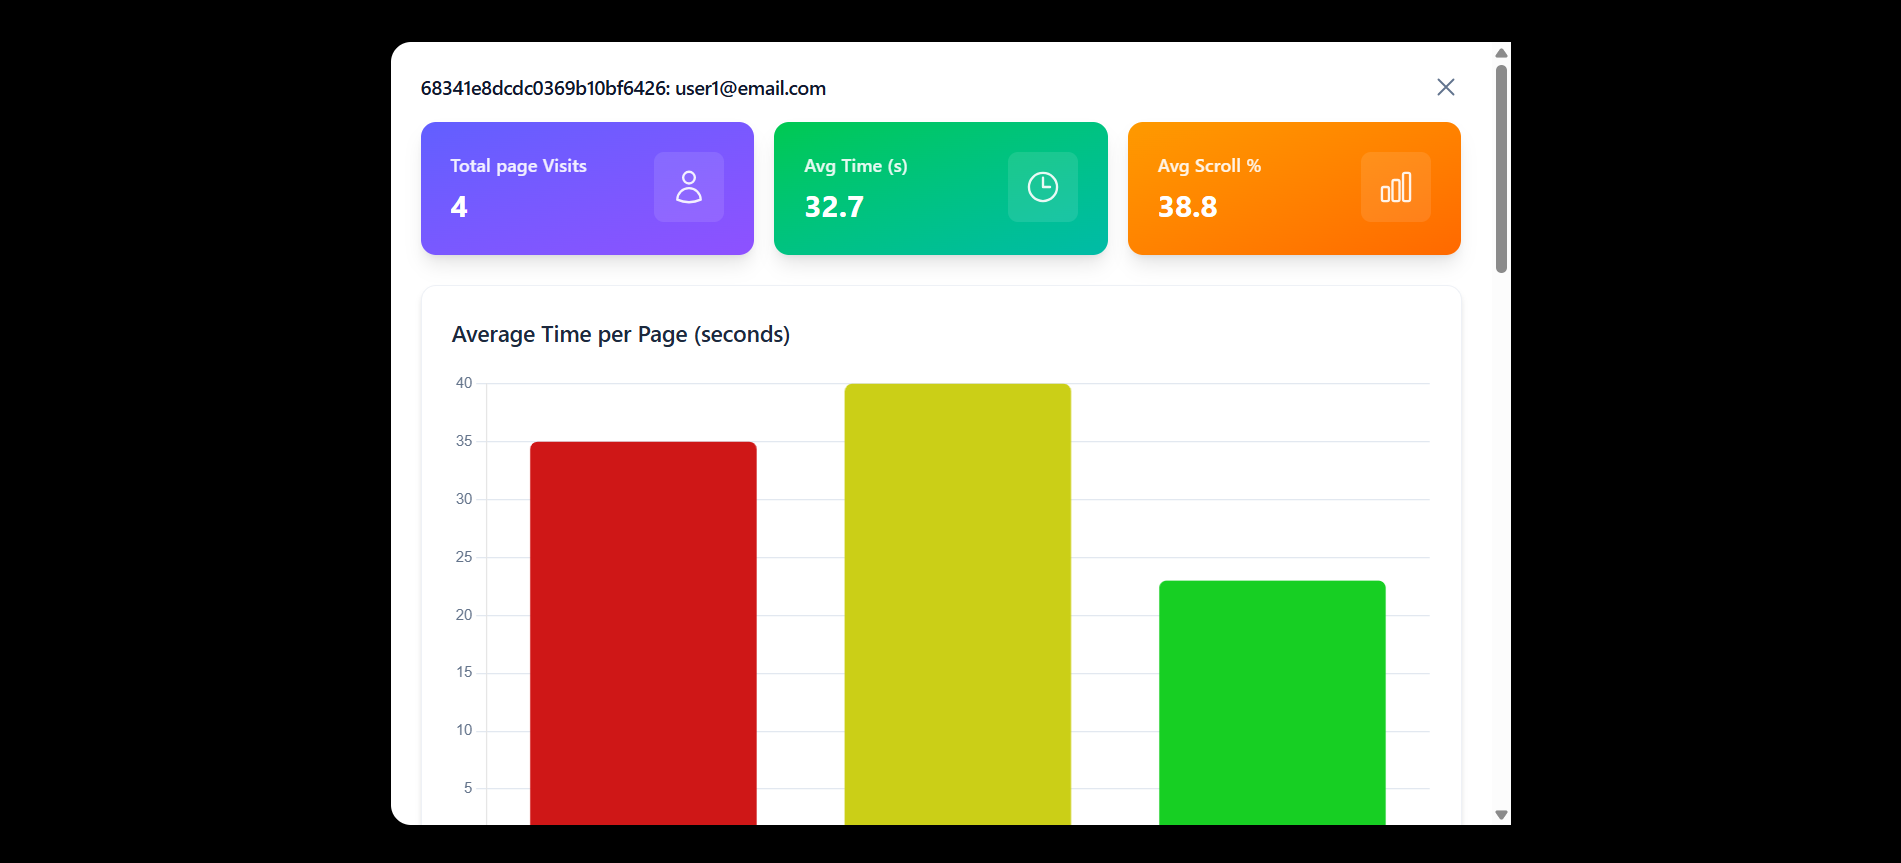 68341e8dcdc0369b10bf6426: user1@email.com
Total page Visits
4
Avg Time (s)
32.7
Avg Scroll %
38.8
Average Time per Page (seconds)
40
35
30
25
20
15
10
5